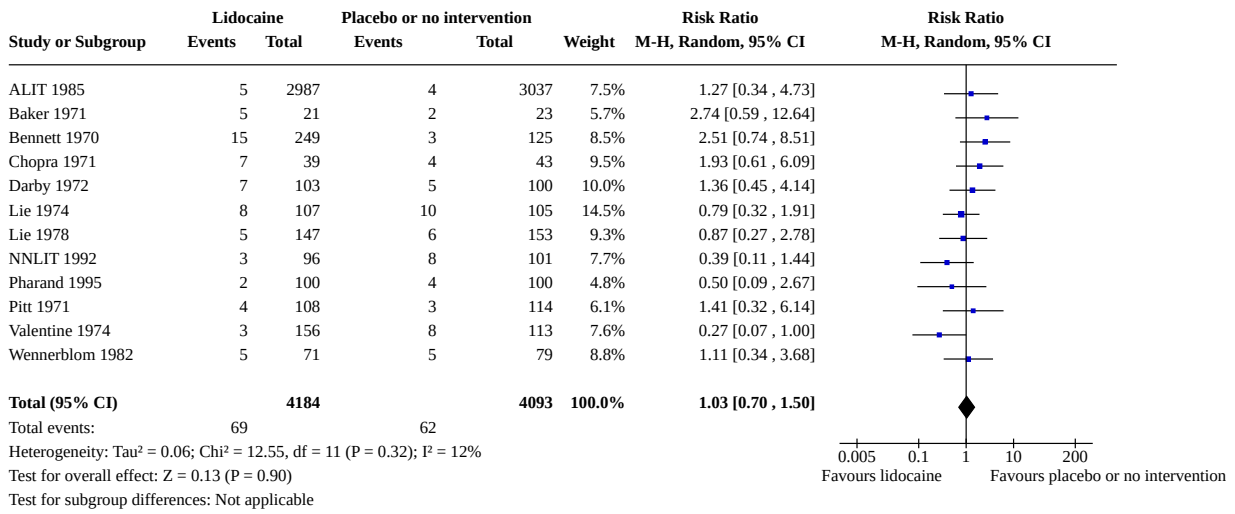 Lidocaine Placebo or no intervention Risk Ratio Risk Ratio
Study or Subgroup Events Total Events Total Weight M-H, Random, 95% CI M-H, Random, 95% CI
ALIT 1985 5 2987 4 3037 7.5% 1.27 [0.34 , 4.73]
Baker 1971 5 21 2 23 5.7% 2.74 [0.59 , 12.64]
Bennett 1970 15 249 3 125 8.5% 2.51 [0.74 , 8.51]
Chopra 1971 7 39 4 43 9.5% 1.93 [0.61 , 6.09]
Darby 1972 7 103 5 100 10.0% 1.36 [0.45 , 4.14]
Lie 1974 8 107 10 105 14.5% 0.79 [0.32 , 1.91]
Lie 1978 5 147 6 153 9.3% 0.87 [0.27 , 2.78]
NNLIT 1992 3 96 8 101 7.7% 0.39 [0.11 , 1.44]
Pharand 1995 2 100 4 100 4.8% 0.50 [0.09 , 2.67]
Pitt 1971 4 108 3 114 6.1% 1.41 [0.32 , 6.14]
Valentine 1974 3 156 8 113 7.6% 0.27 [0.07 , 1.00]
Wennerblom 1982 5 71 5 79 8.8% 1.11 [0.34 , 3.68]
Total (95% CI) 4184 4093 100.0% 1.03 [0.70 , 1.50]
Total events: 69 62
Heterogeneity: Tau² = 0.06; Chi² = 12.55, df = 11 (P = 0.32); I² = 12%
Test for overall effect: Z = 0.13 (P = 0.90)
Test for subgroup differences: Not applicable
0.005 0.1 1 10 200
Favours lidocaine Favours placebo or no intervention